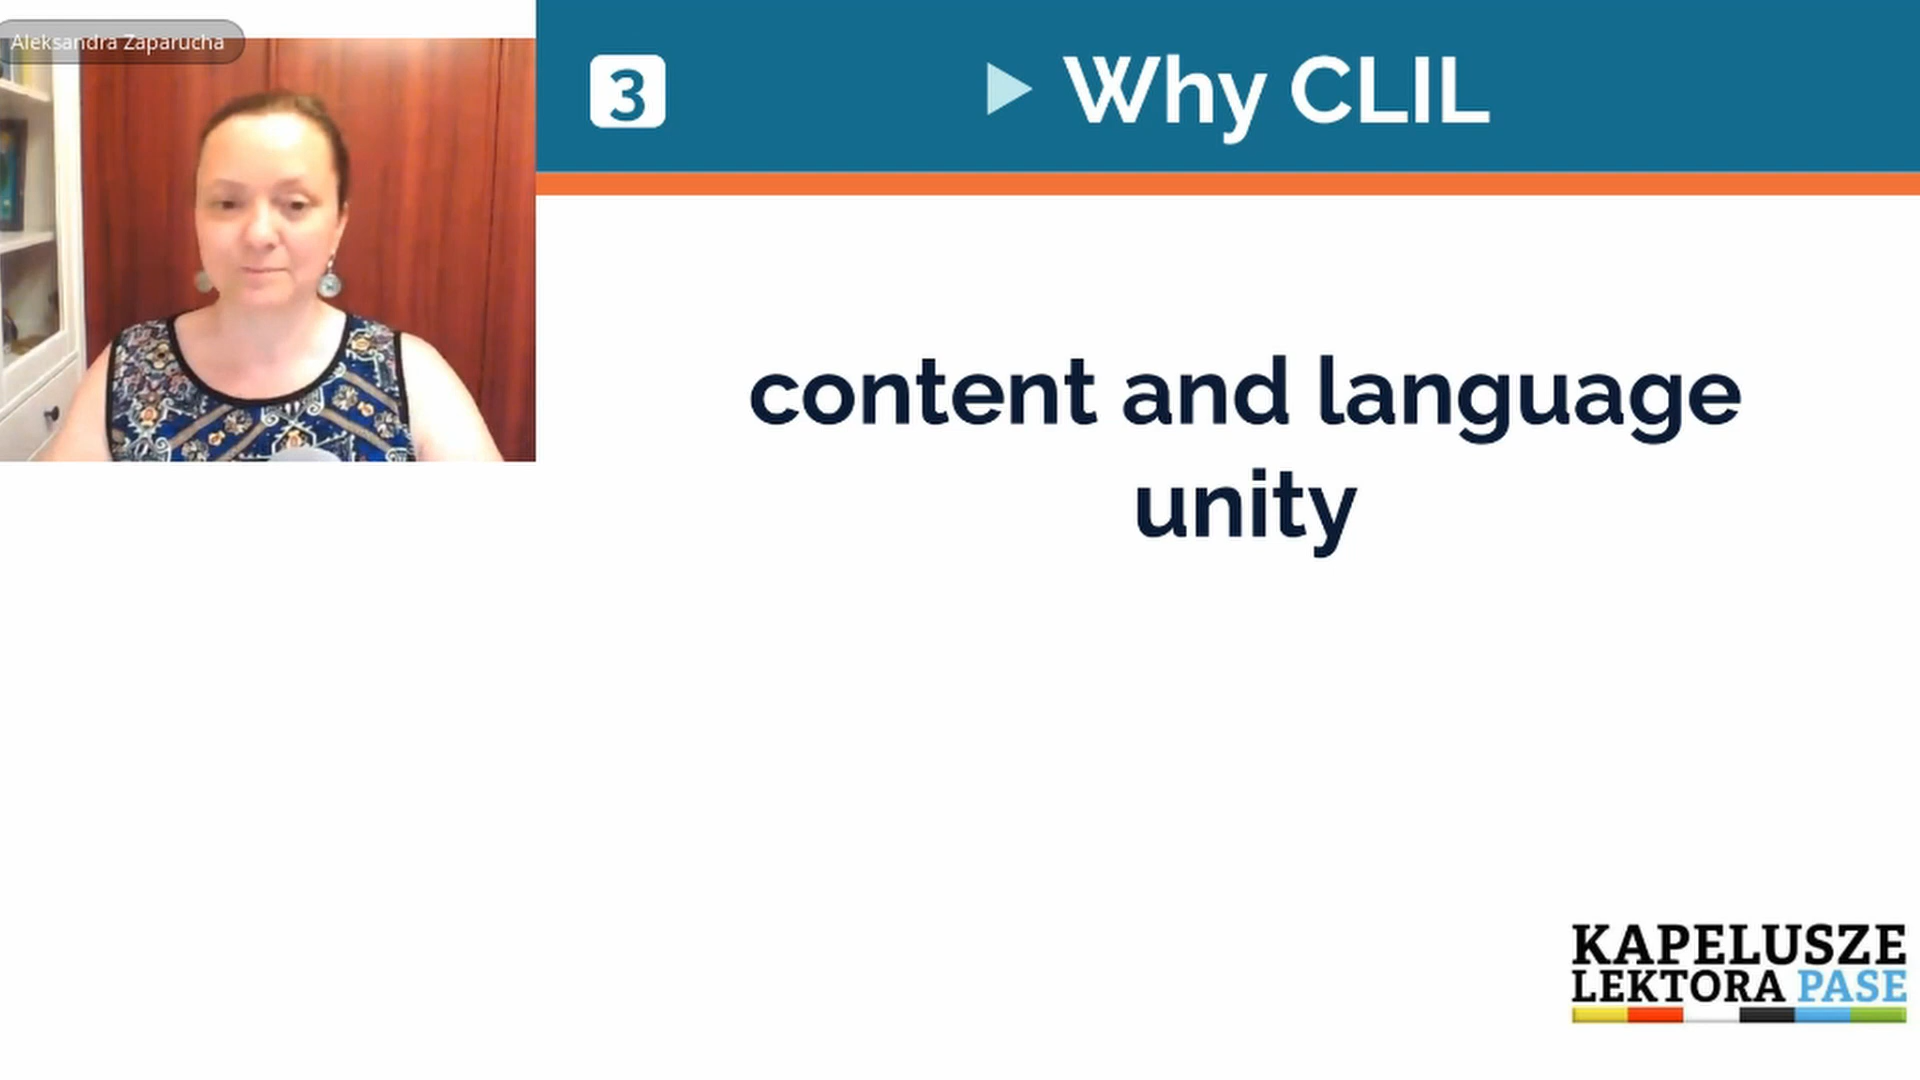 Aleksandra Zaparucha
3
Why CLIL
content and language
unity
KAPELUSZE
LEKTORA PASE